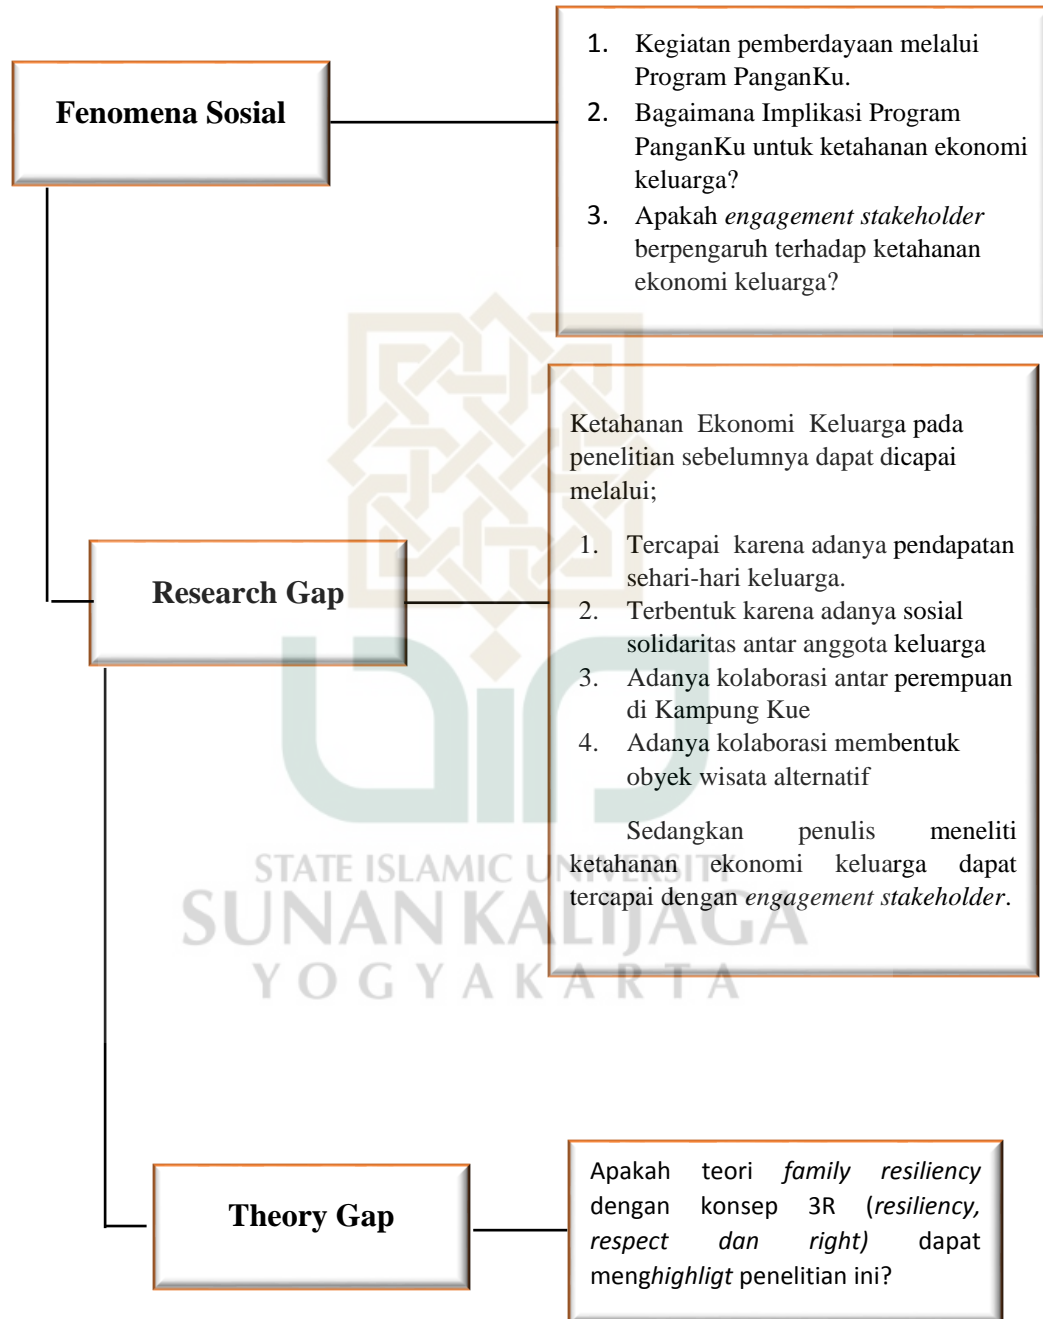 Fenomena Sosial
1. Kegiatan pemberdayaan melalui
Program PanganKu.
2. Bagaimana Implikasi Program
PanganKu untuk ketahanan ekonomi
keluarga?
3. Apakah engagement stakeholder
berpengaruh terhadap ketahanan
ekonomi keluarga?
Research Gap
Ketahanan Ekonomi Keluarga pada
penelitian sebelumnya dapat dicapai
melalui;
1. Tercapai karena adanya pendapatan
sehari-hari keluarga.
2. Terbentuk karena adanya sosial
solidaritas antar anggota keluarga
3. Adanya kolaborasi antar perempuan
di Kampung Kue
4. Adanya kolaborasi membentuk
obyek wisata alternatif
Sedangkan penulis meneliti
ketahanan ekonomi keluarga dapat
tercapai dengan engagement stakeholder.
STATE ISLAMIC UNIVERSITY
SUNAN KALIJAGA
YOGYAKARTA
Theory Gap
Apakah teori family resiliency
dengan konsep 3R (resiliency,
respect dan right) dapat
menghighligt penelitian ini?